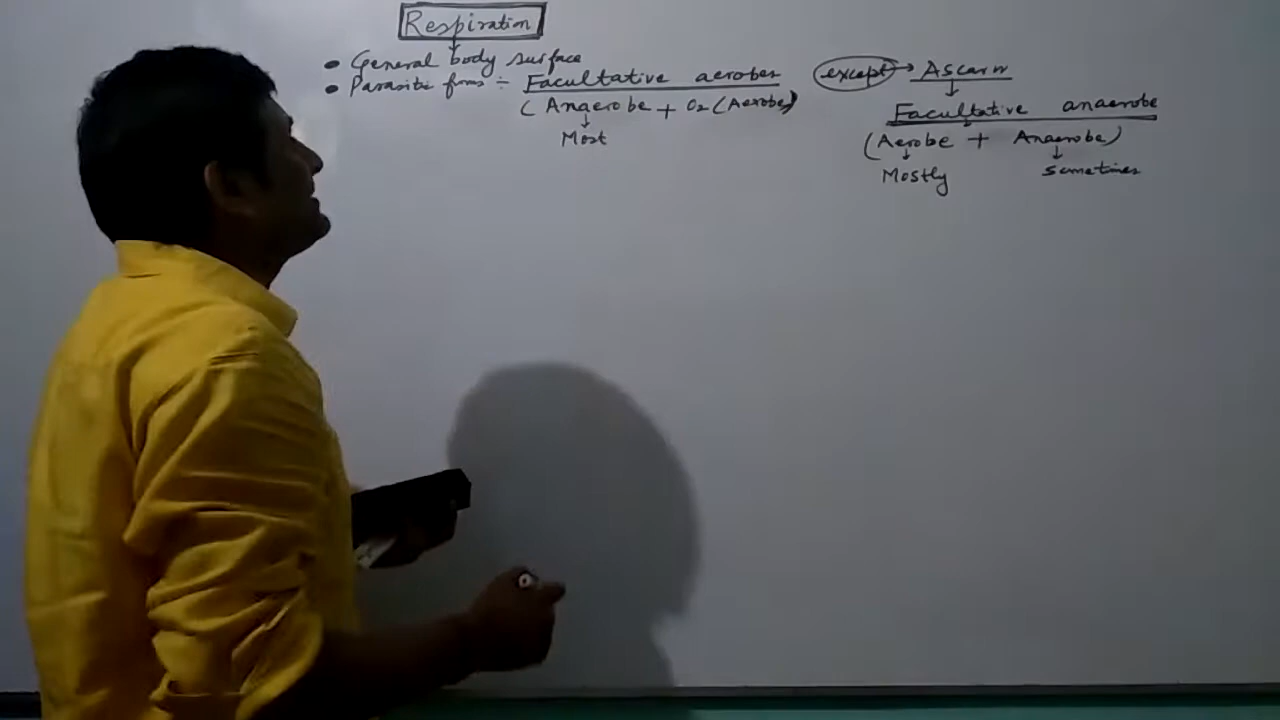 Respiration
• General body surface
• Parasitic forms ÷ Facultative aerobes
(Anaerobe + O2 (Aerobe)
↓
Most
except → Ascaris
↓
Facultative anaerobe
(Aerobe + Anaerobe)
↓ ↓
Mostly sometimes